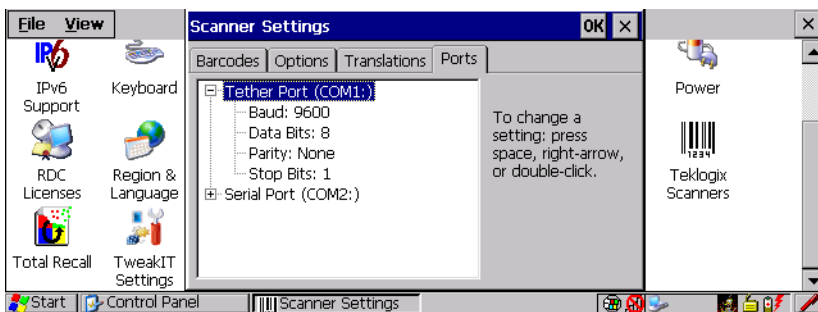 File View
Scanner Settings OK
Barcodes Options Translations Ports
Tether Port (COM1:)
Baud: 9600
Data Bits: 8
Parity: None
Stop Bits: 1
Serial Port (COM2:)
To change a
setting: press
space, right-arrow,
or double-click.
IPv6
IPv6
Support
Keyboard
RDC
Licenses
Region &
Language
Total Recall
TweakIT
Settings
Power
1234
Teklogix
Scanners
Start Control Panel Scanner Settings